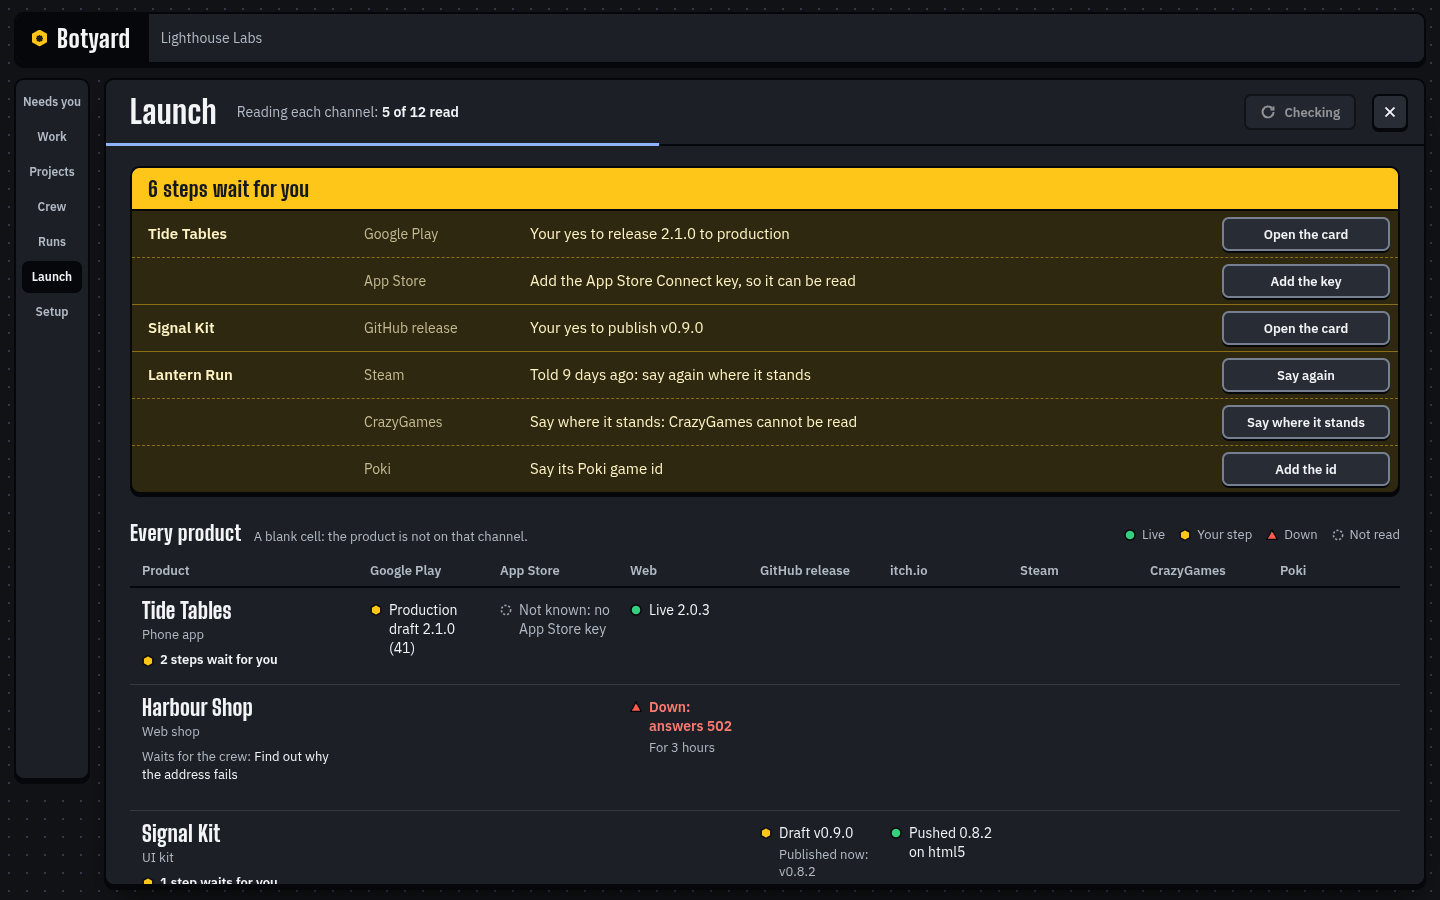 Botyard
Lighthouse Labs
Needs you
Work
Projects
Crew
Runs
Launch
Setup
Launch
Reading each channel: 5 of 12 read
Checking
6 steps wait for you
Tide Tables Google Play Your yes to release 2.1.0 to production Open the card
App Store Add the App Store Connect key, so it can be read Add the key
Signal Kit GitHub release Your yes to publish v0.9.0 Open the card
Lantern Run Steam Told 9 days ago: say again where it stands Say again
CrazyGames Say where it stands: CrazyGames cannot be read Say where it stands
Poki Say its Poki game id Add the id
Every product A blank cell: the product is not on that channel. Live Your step Down Not read
Product Google Play App Store Web GitHub release itch.io Steam CrazyGames Poki
Tide Tables
Phone app
2 steps wait for you
Production
draft 2.1.0
(41)
Not known: no
App Store key
Live 2.0.3
Harbour Shop
Web shop
Waits for the crew: Find out why
the address fails
Down:
answers 502
For 3 hours
Signal Kit
UI kit
1 step waits for you
Draft v0.9.0
Published now:
v0.8.2
Pushed 0.8.2
on html5